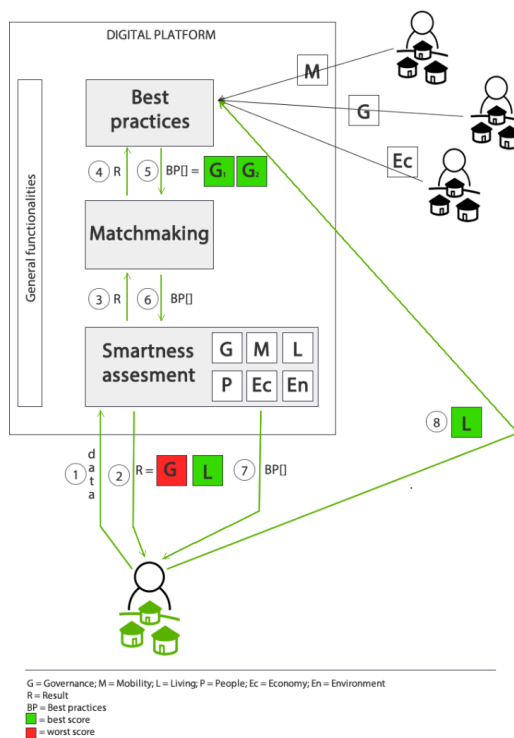 DIGITAL PLATFORM
General functionalities
Best
practices
M
G
Ec
4 R
5 BP[] = G1 G2
Matchmaking
3 R
6 BP[]
Smartness
assesment
G M L
P Ec En
1 data
2 R = G L
7 BP[]
8 L
G = Governance; M = Mobility; L = Living; P = People; Ec = Economy; En = Environment
R = Result
BP = Best practices
= best score
= worst score